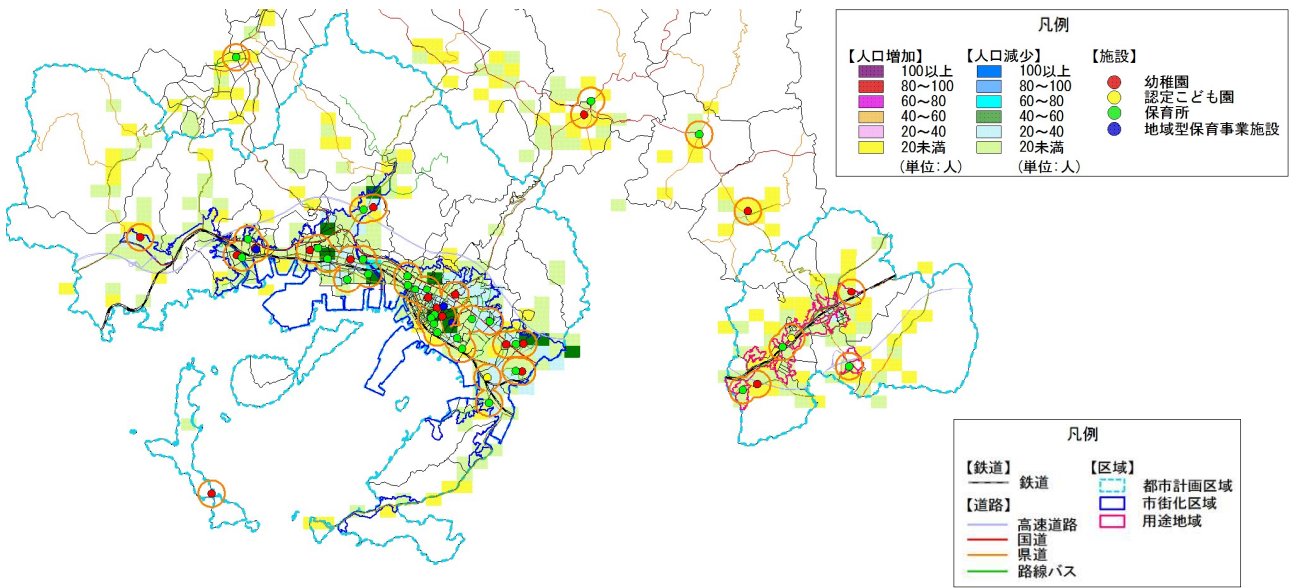 凡例
【人口増加】 【人口減少】 【施設】
100以上 100以上 幼稚園
80~100 80~100 認定こども園
60~80 60~80 保育所
40~60 40~60 地域型保育事業施設
20~40 20~40
20未満 20未満
(単位:人) (単位:人)
凡例
【鉄道】 【区域】
鉄道 都市計画区域
【道路】 市街化区域
高速道路 用途地域
国道
県道
路線バス